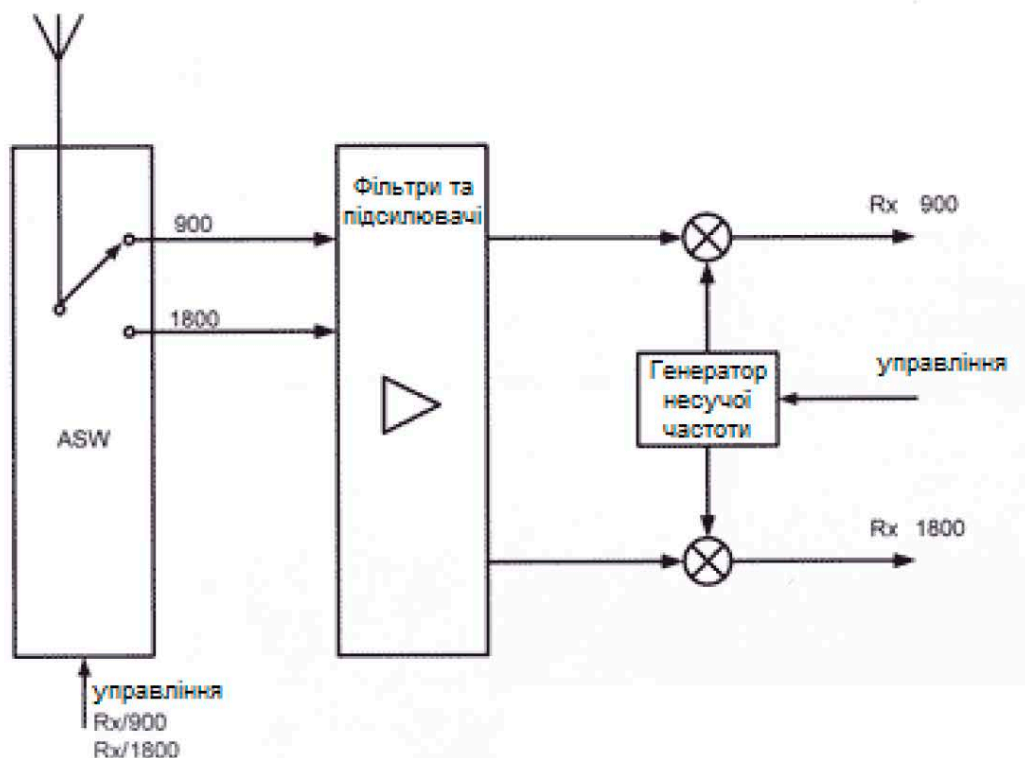 900
1800
ASW
управління
Rx/900
Rx/1800
Фільтри та
підсилювачі
Rx 900
Генератор
несучої
частоти
управління
Rx 1800